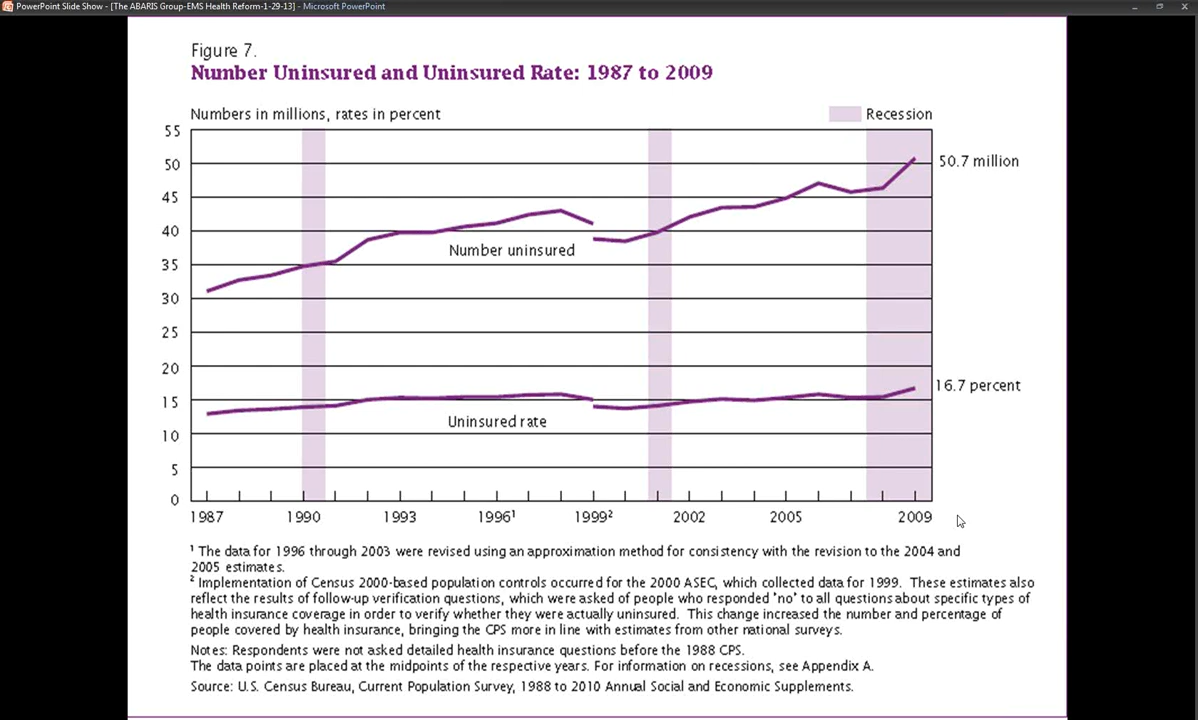 PowerPoint Slide Show - [The ABARIS Group-EMS Health Reform-1-29-13] - Microsoft PowerPoint
Figure 7.
Number Uninsured and Uninsured Rate: 1987 to 2009
Numbers in millions, rates in percent
Recession
55
50
50.7 million
45
40
Number uninsured
35
30
25
20
16.7 percent
15
Uninsured rate
10
5
0
1987 1990 1993 1996¹ 1999² 2002 2005 2009
¹ The data for 1996 through 2003 were revised using an approximation method for consistency with the revision to the 2004 and
2005 estimates.
² Implementation of Census 2000-based population controls occurred for the 2000 ASEC, which collected data for 1999. These estimates also
reflect the results of follow-up verification questions, which were asked of people who responded "no" to all questions about specific types of
health insurance coverage in order to verify whether they were actually uninsured. This change increased the number and percentage of
people covered by health insurance, bringing the CPS more in line with estimates from other national surveys.
Notes: Respondents were not asked detailed health insurance questions before the 1988 CPS.
The data points are placed at the midpoints of the respective years. For information on recessions, see Appendix A.
Source: U.S. Census Bureau, Current Population Survey, 1988 to 2010 Annual Social and Economic Supplements.